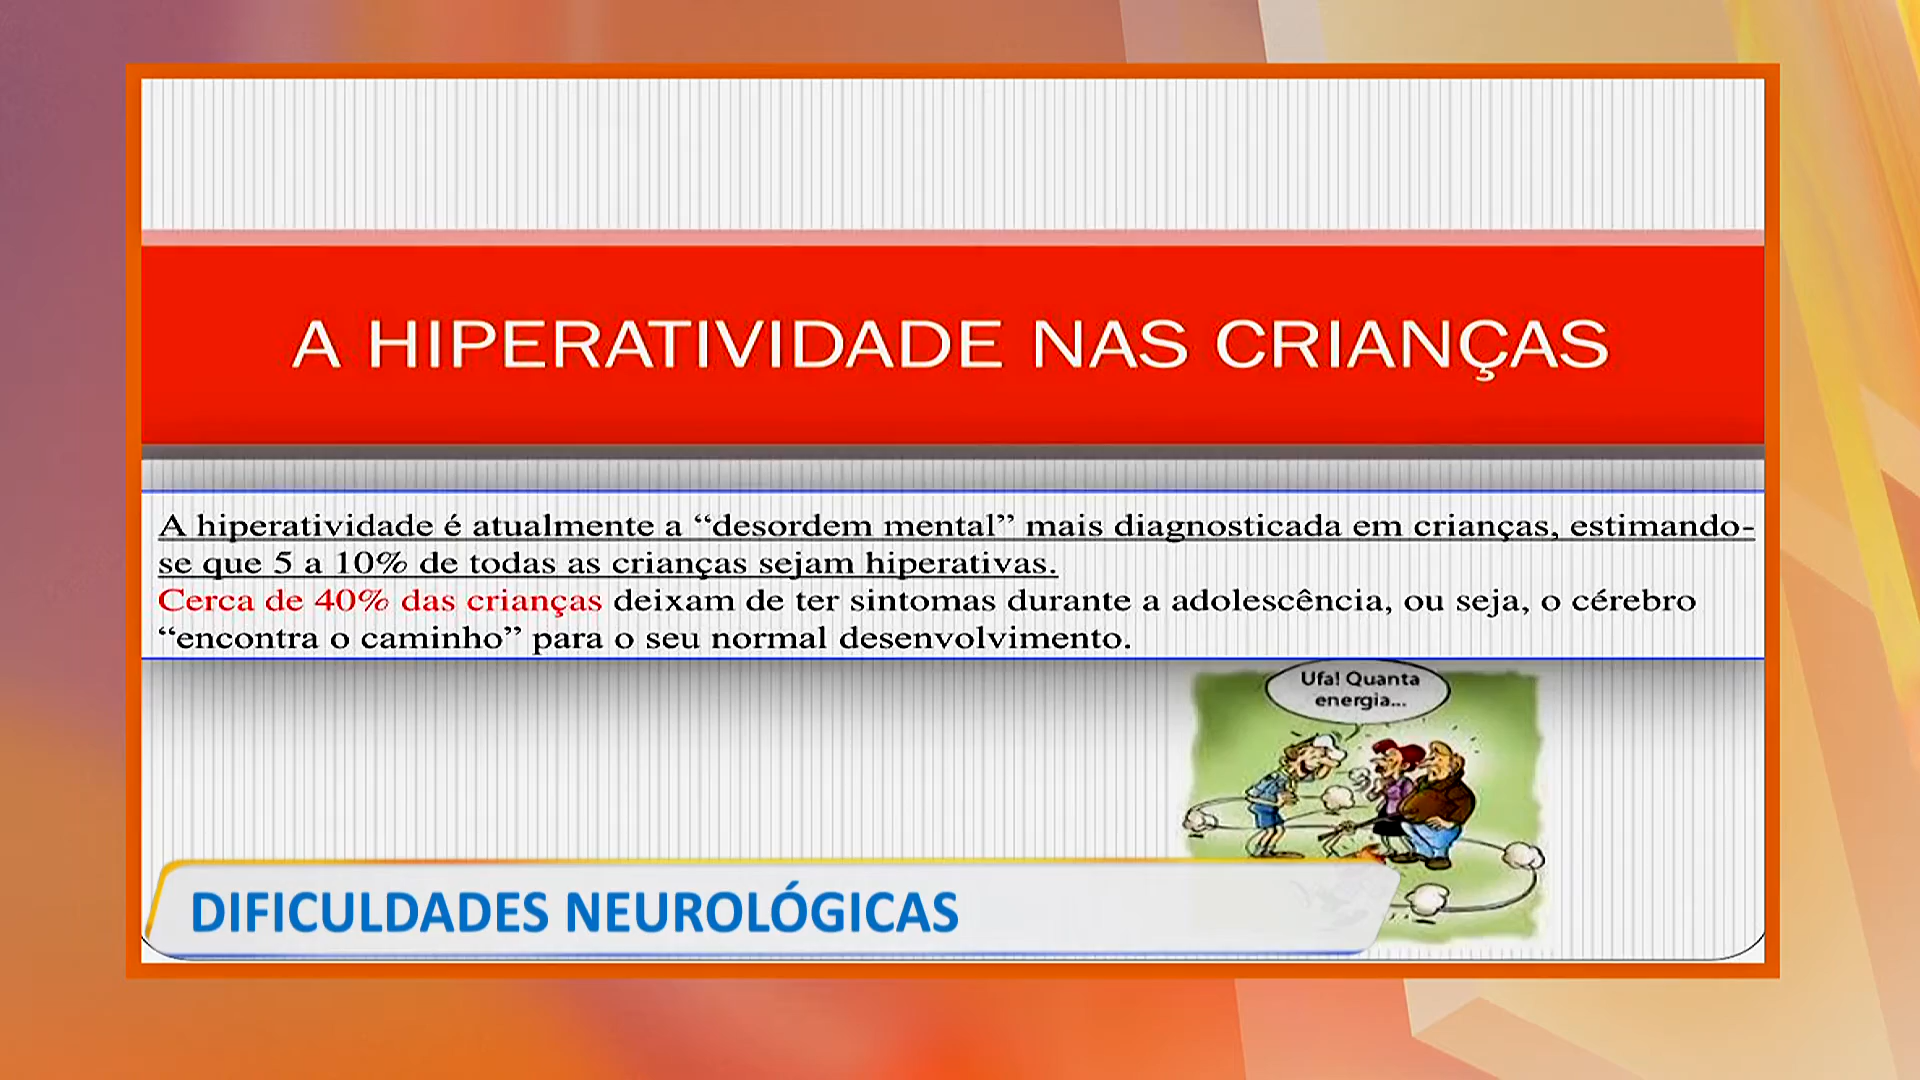 A HIPERATIVIDADE NAS CRIANÇAS
A hiperatividade é atualmente a “desordem mental” mais diagnosticada em crianças, estimando-
se que 5 a 10% de todas as crianças sejam hiperativas.
Cerca de 40% das crianças deixam de ter sintomas durante a adolescência, ou seja, o cérebro
“encontra o caminho” para o seu normal desenvolvimento.
Ufa! Quanta
energia...
DIFICULDADES NEUROLÓGICAS